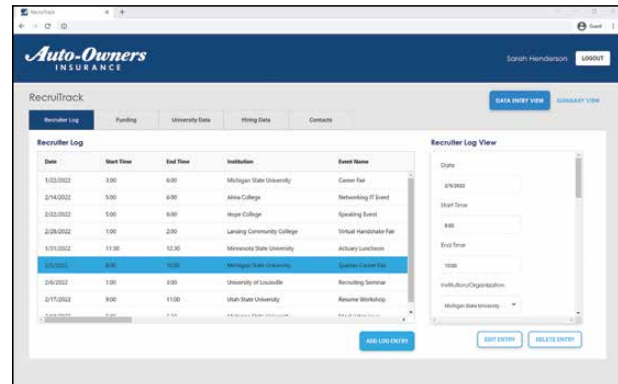 RecruiTrack
Guest
Auto-Owners
INSURANCE
Sarah Henderson
LOGOUT
RecruiTrack
DATA ENTRY VIEW
SUMMARY VIEW
Recruiter Log
Funding
University Data
Hiring Data
Contacts
Recruiter Log
Date Start Time End Time Institution Event Name
1/22/2022 3:00 6:00 Michigan State University Career Fair
2/14/2022 5:00 6:00 Alma College Networking IT Event
2/22/2022 5:00 8:00 Hope College Speaking Event
2/28/2022 1:00 2:00 Lansing Community College Virtual Handshake Fair
1/31/2022 11:30 12:30 Minnesota State University Actuary Luncheon
2/5/2022 8:00 10:00 Michigan State University Spartan Career Fair
2/6/2022 1:00 3:00 University of Louisville Recruiting Seminar
2/17/2022 9:00 11:00 Utah State University Resume Workshop
ADD LOG ENTRY
Recruiter Log View
Date
2/5/2022
Start Time
8:00
End Time
10:00
Institution/Organization
Michigan State University
EDIT ENTRY
DELETE ENTRY